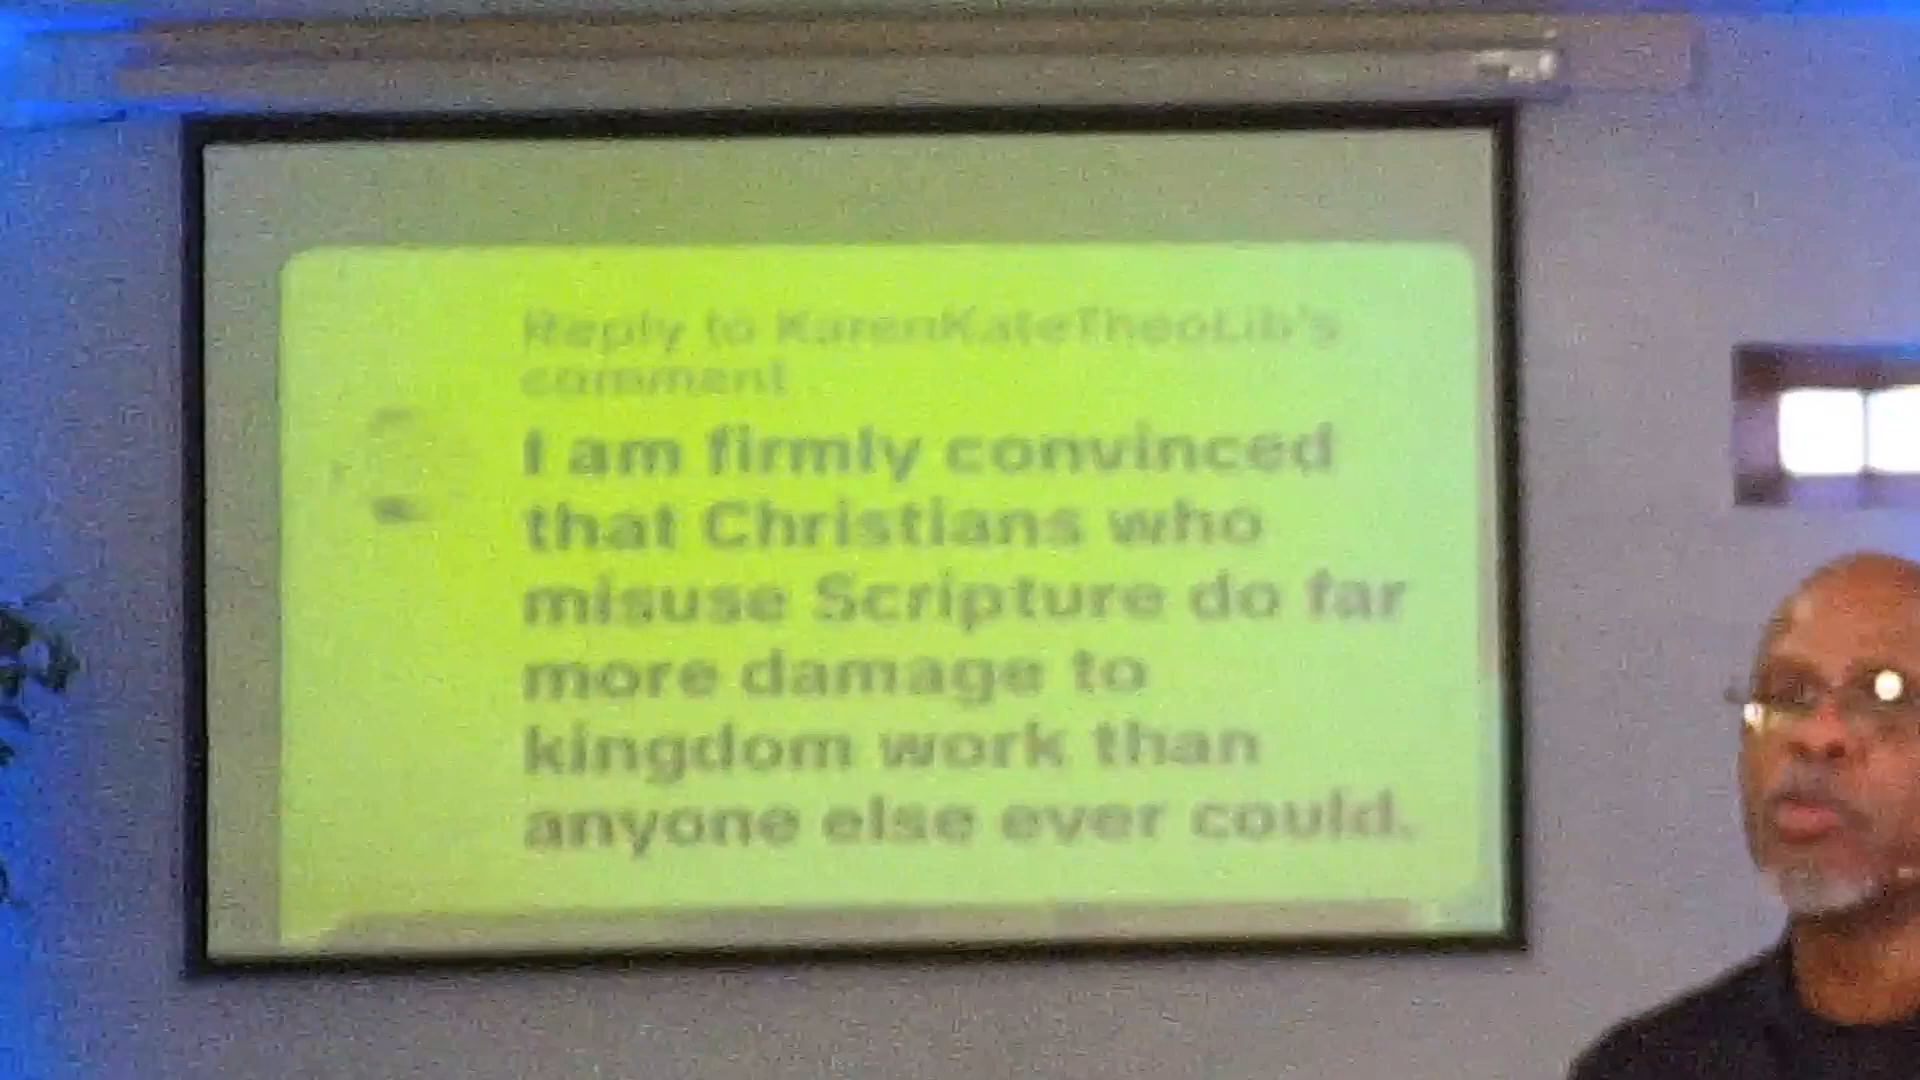 Reply to KarenKateTheoLib's
comment
I am firmly convinced
that Christians who
misuse Scripture do far
more damage to
kingdom work than
anyone else ever could.